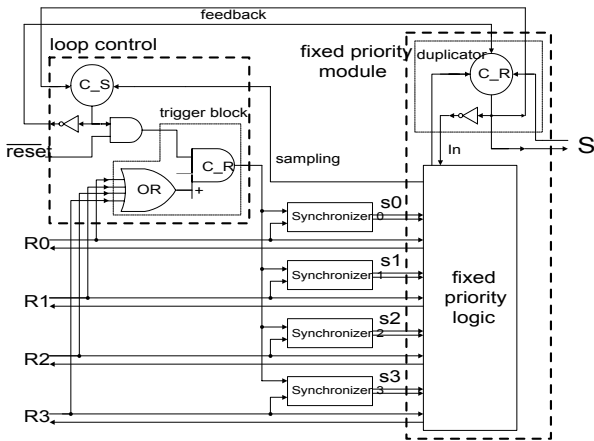 feedback
loop control
fixed priority
module
duplicator
C_S
C_R
trigger block
reset
In
S
sampling
C_R
OR
+
s0
Synchronizer 0
R0
s1
Synchronizer 1
fixed
priority
logic
R1
s2
Synchronizer 2
R2
s3
Synchronizer 3
R3